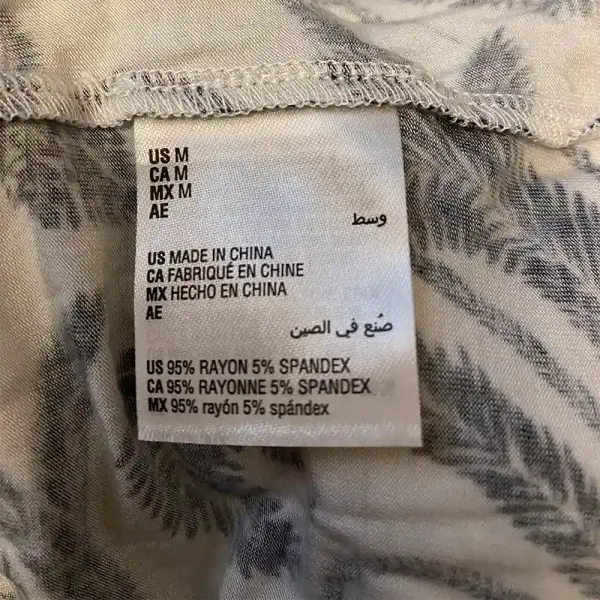 US M
CA M
MX M
AE
وسط
US MADE IN CHINA
CA FABRIQUÉ EN CHINE
MX HECHO EN CHINA
AE
صُنع في الصين
US 95% RAYON 5% SPANDEX
CA 95% RAYONNE 5% SPANDEX
MX 95% rayón 5% spándex